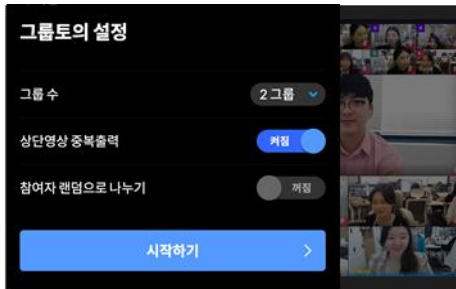 그룹토의 설정
그룹 수
2 그룹
상단영상 중복출력
켜짐
참여자 랜덤으로 나누기
꺼짐
시작하기